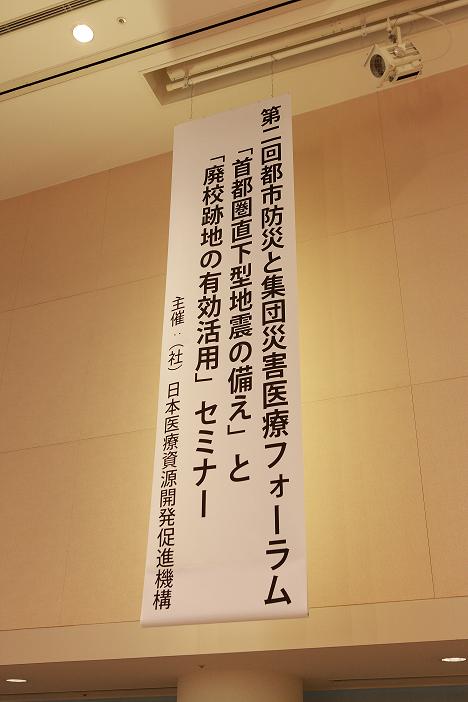 第二回都市防災と集団災害医療フォーラム
「首都圏直下型地震の備え」と
「廃校跡地の有効活用」セミナー
主催：（社）日本医療資源開発促進機構